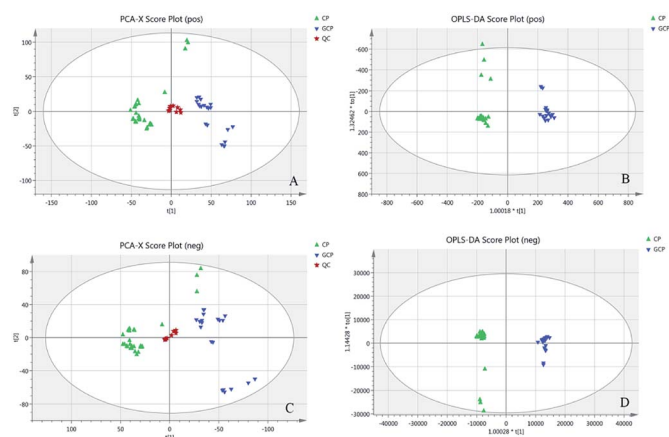 PCA-X Score Plot (pos)
CP
GCP
QC
100
50
0
-50
-100
t[2]
-150 -100 -50 0 50 100 150
t[1]
A
OPLS-DA Score Plot (pos)
CP
GCP
-600
-400
-200
0
200
400
600
800
1.32462 * to[1]
-800 -600 -400 -200 0 200 400 600 800
1.00018 * t[1]
B
PCA-X Score Plot (neg)
CP
GCP
QC
80
40
0
-40
-80
t[2]
100 50 0 -50 -100
t[1]
C
OPLS-DA Score Plot (neg)
CP
GCP
30000
20000
10000
0
-10000
-20000
-30000
1.14428 * to[1]
-40000 -30000 -20000 -10000 0 10000 20000 30000 40000
1.00028 * t[1]
D